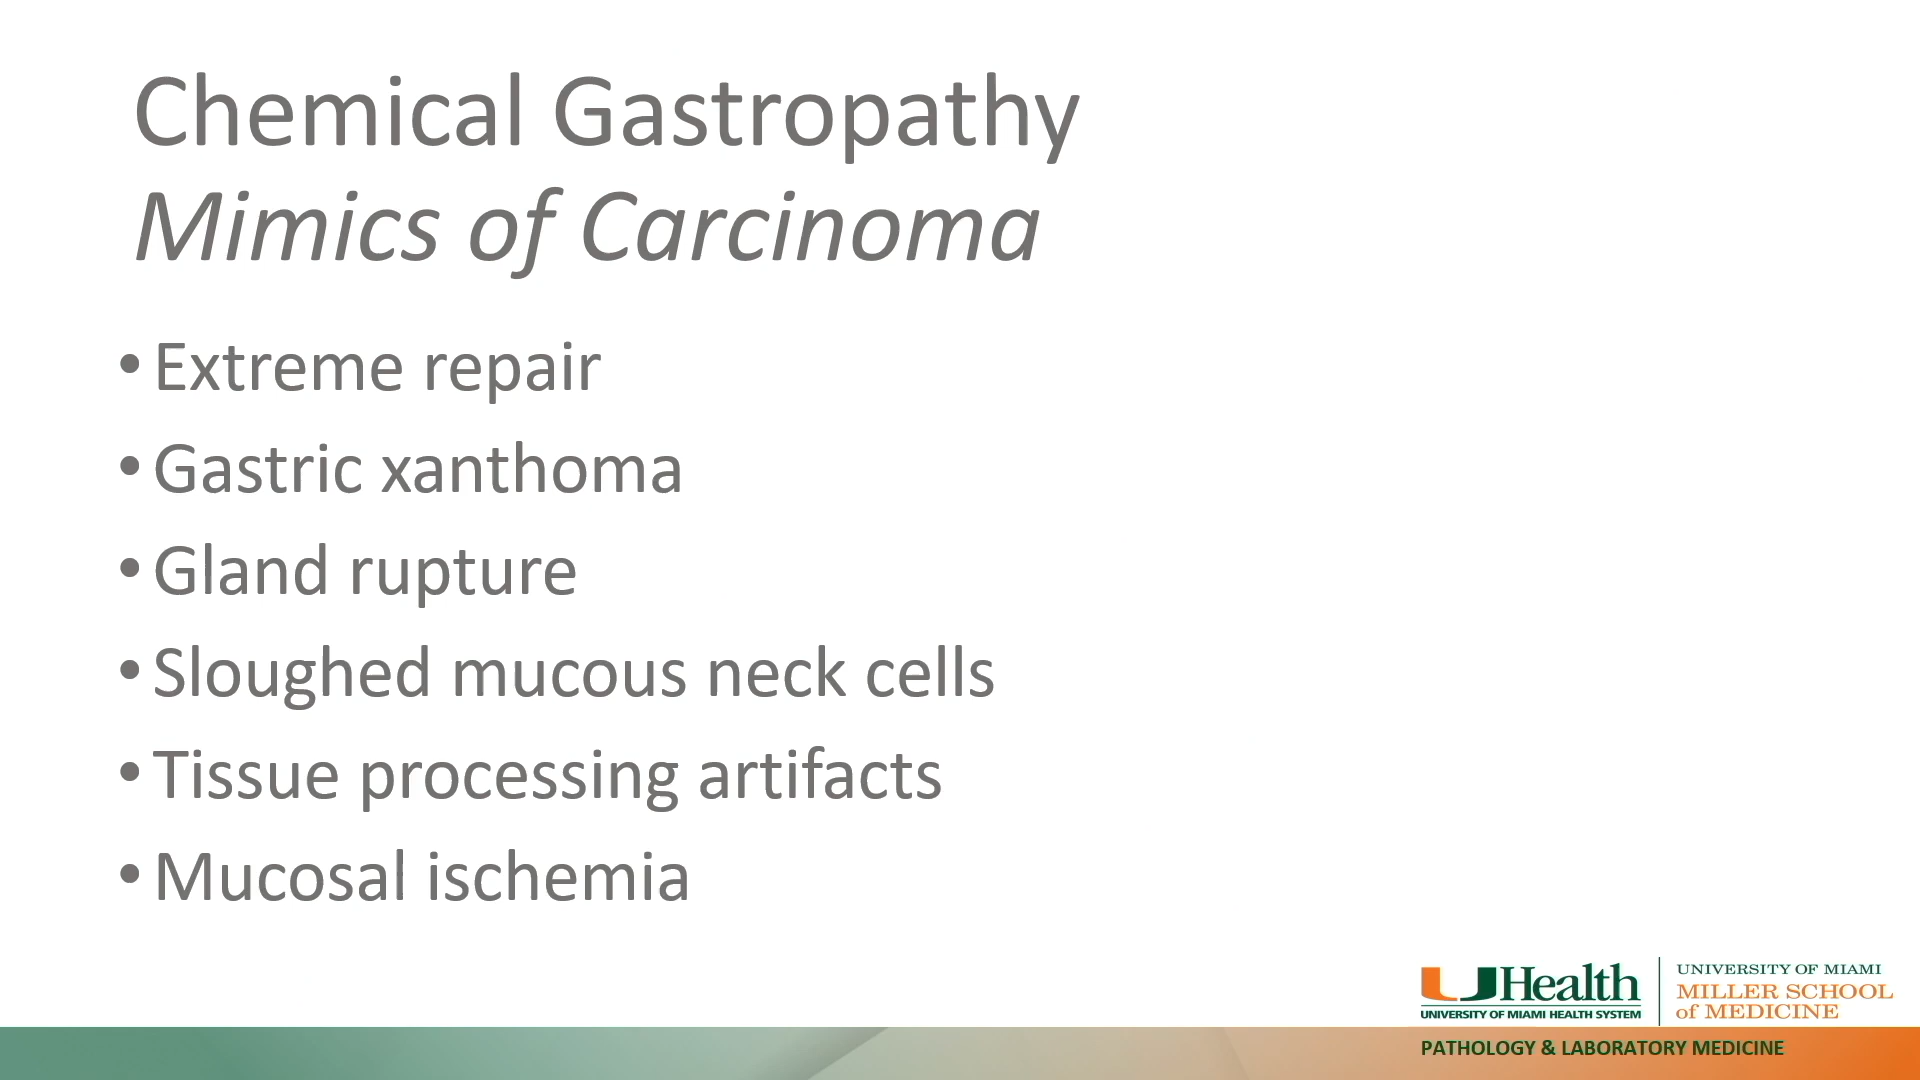 Chemical Gastropathy
Mimics of Carcinoma
• Extreme repair
• Gastric xanthoma
• Gland rupture
• Sloughed mucous neck cells
• Tissue processing artifacts
• Mucosal ischemia
UHealth
UNIVERSITY OF MIAMI HEALTH SYSTEM
UNIVERSITY OF MIAMI
MILLER SCHOOL
of MEDICINE
PATHOLOGY & LABORATORY MEDICINE